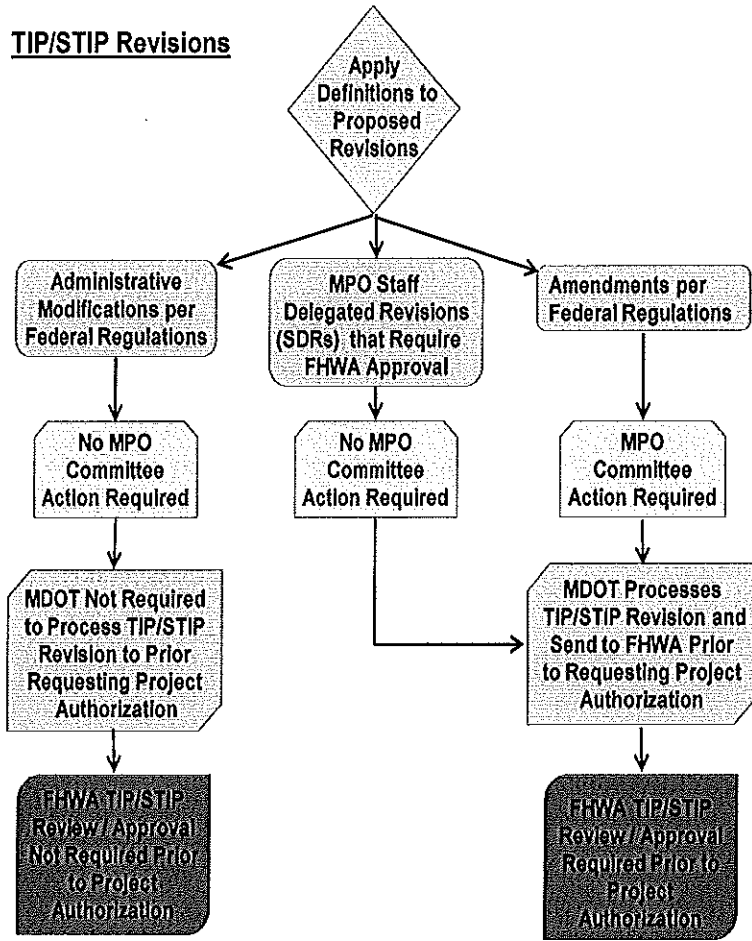 TIP/STIP Revisions
Apply
Definitions to
Proposed
Revisions
Administrative
Modifications per
Federal Regulations
MPO Staff
Delegated Revisions
(SDRs) that Require
FHWA Approval
Amendments per
Federal Regulations
No MPO
Committee
Action Required
No MPO
Committee
Action Required
MPO
Committee
Action Required
MDOT Not Required
to Process TIP/STIP
Revision to Prior
Requesting Project
Authorization
MDOT Processes
TIP/STIP Revision and
Send to FHWA Prior
to Requesting Project
Authorization
FHWA TIP/STIP
Review / Approval
Not Required Prior
to Project
Authorization
FHWA TIP/STIP
Review / Approval
Required Prior to
Project
Authorization